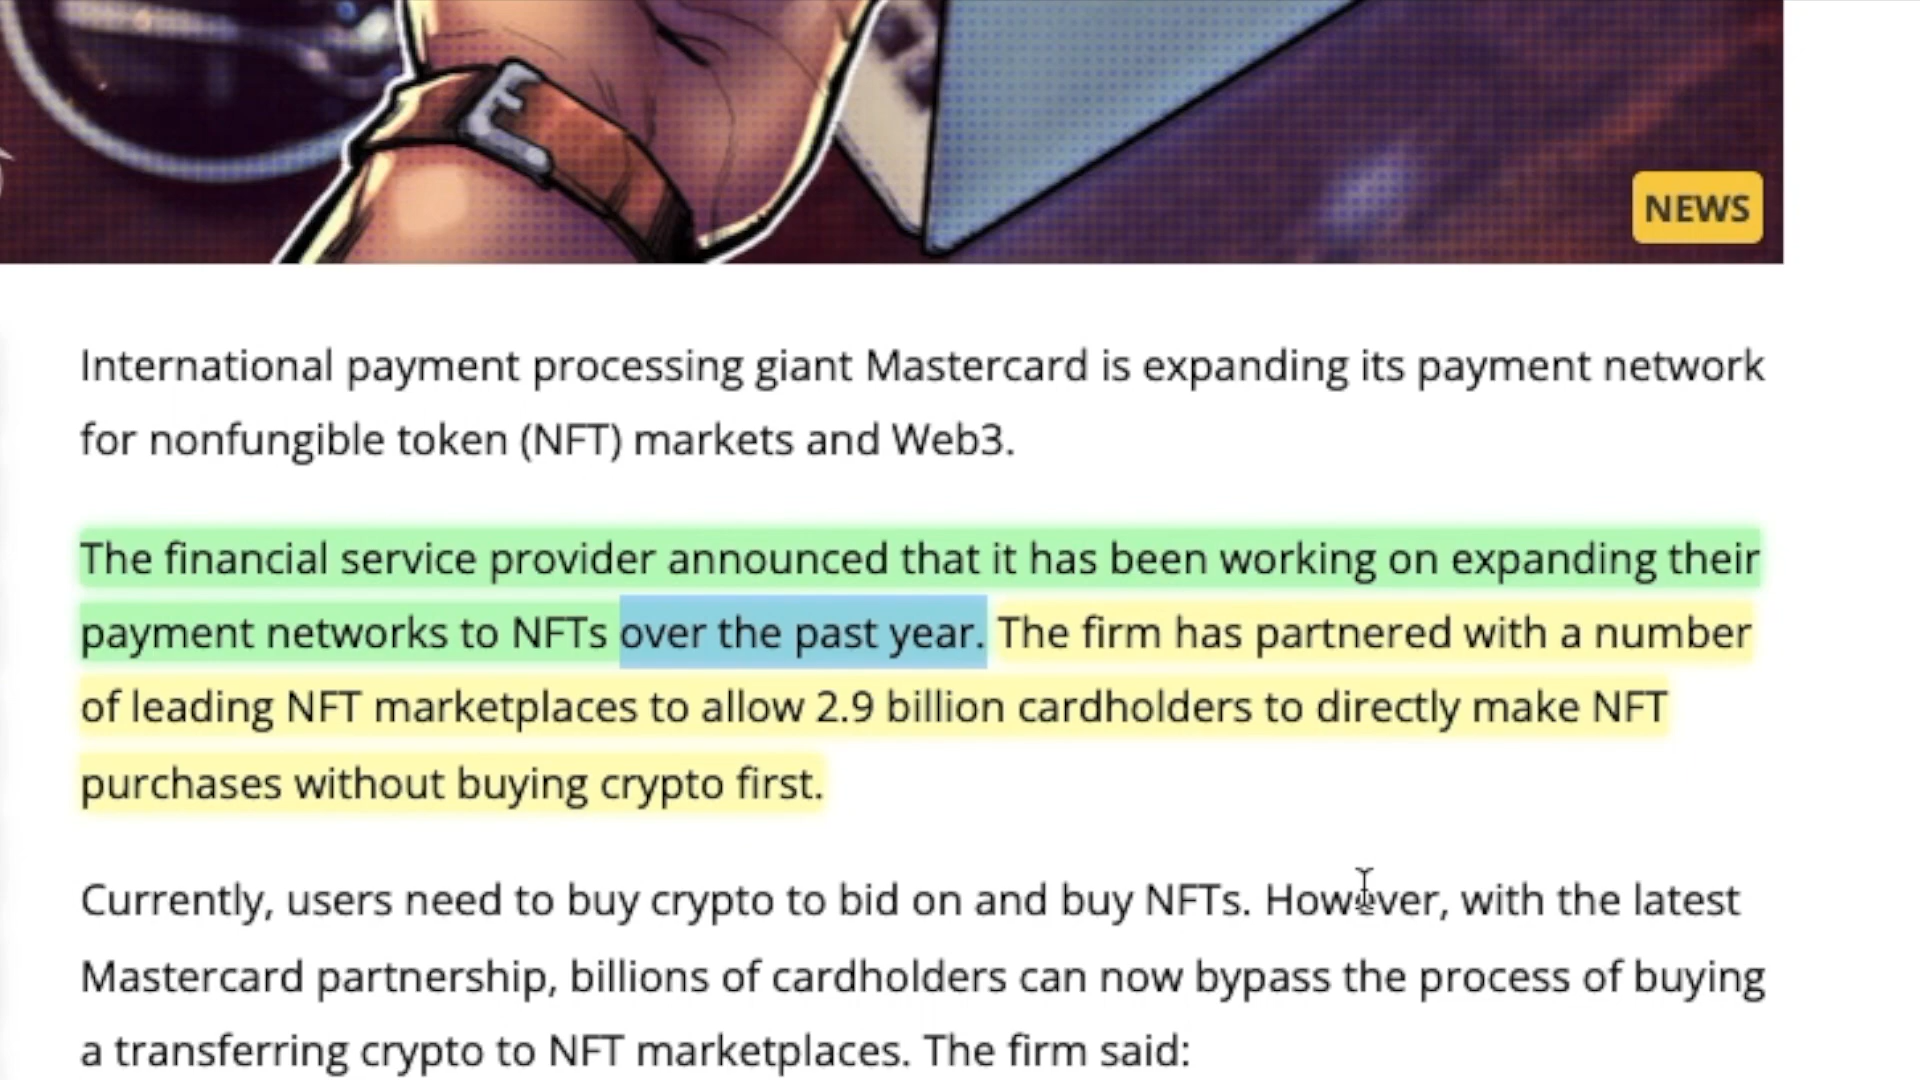 NEWS
International payment processing giant Mastercard is expanding its payment network
for nonfungible token (NFT) markets and Web3.
The financial service provider announced that it has been working on expanding their
payment networks to NFTs over the past year. The firm has partnered with a number
of leading NFT marketplaces to allow 2.9 billion cardholders to directly make NFT
purchases without buying crypto first.
Currently, users need to buy crypto to bid on and buy NFTs. However, with the latest
Mastercard partnership, billions of cardholders can now bypass the process of buying
a transferring crypto to NFT marketplaces. The firm said: